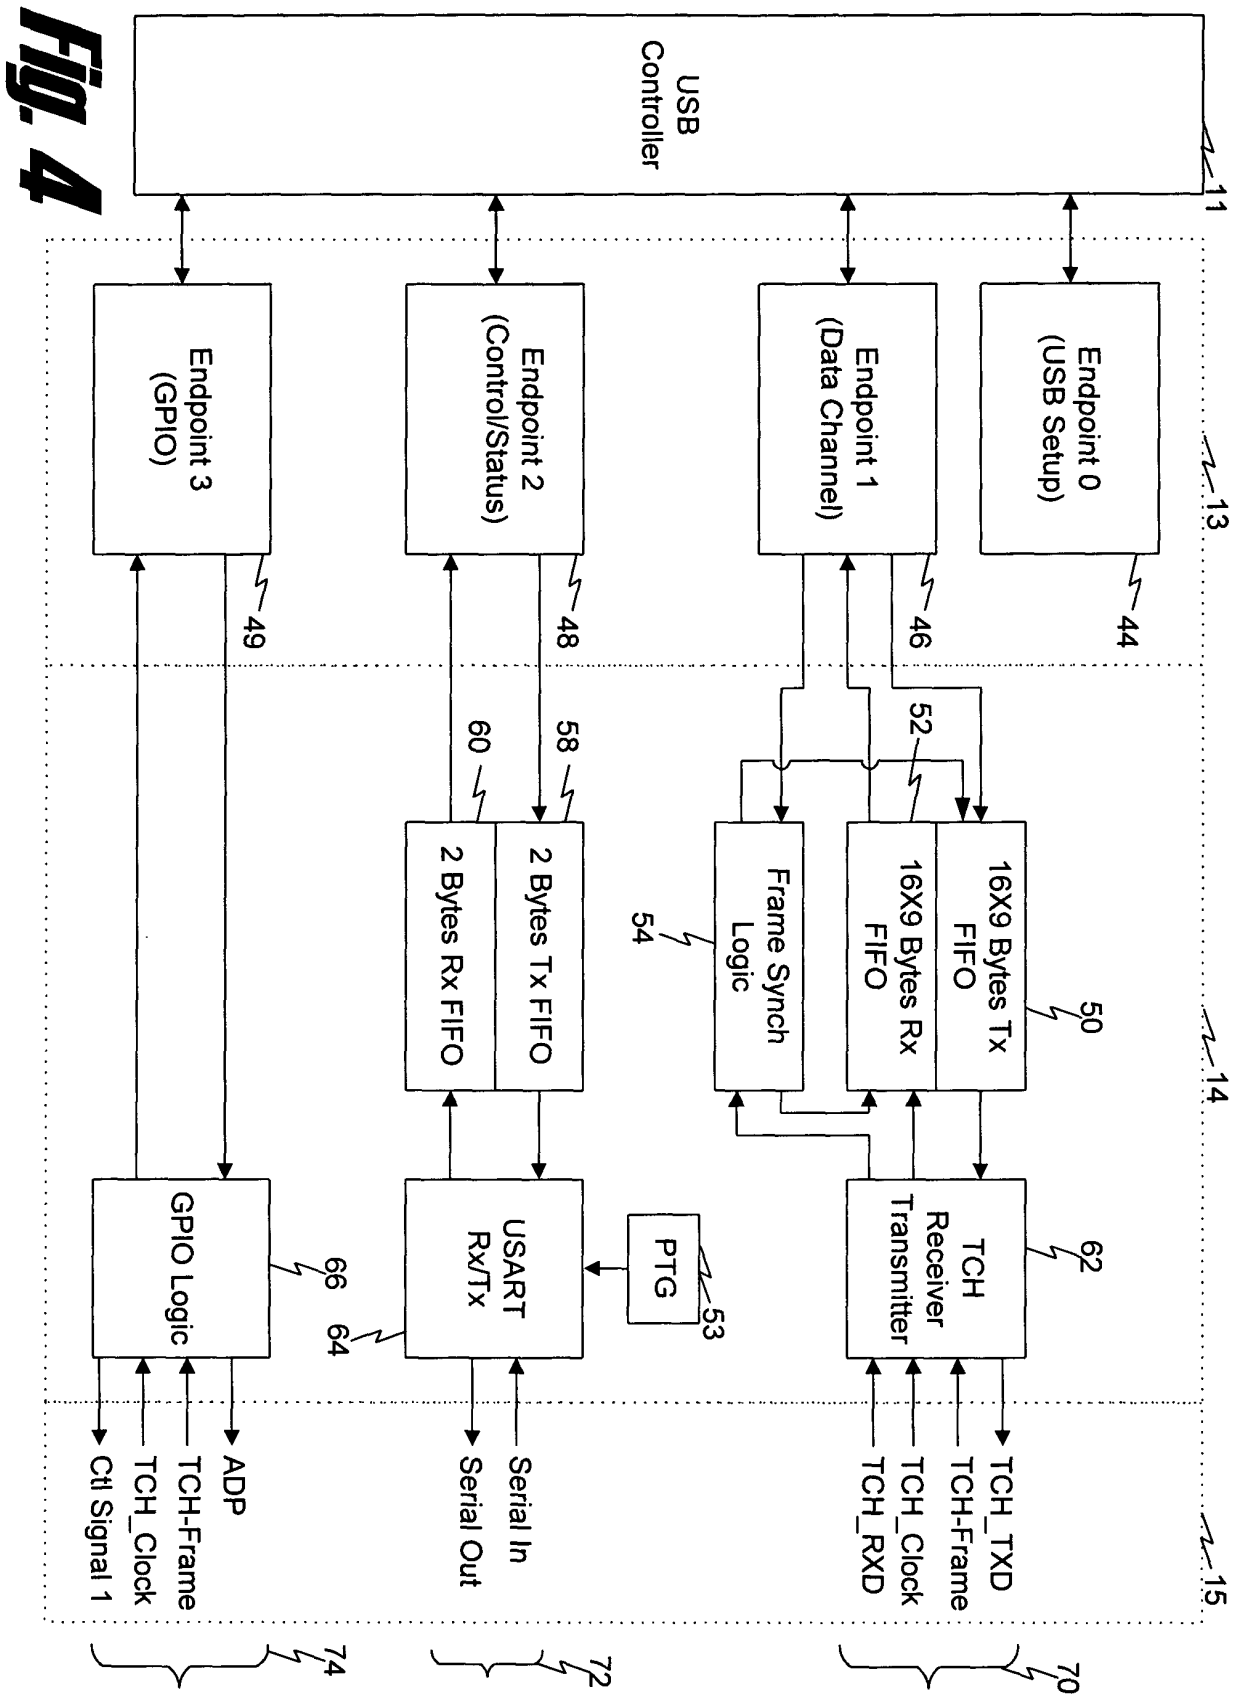 11
13
14
15
USB
Controller
Endpoint 0
(USB Setup)
44
Endpoint 1
(Data Channel)
46
52
16X9 Bytes Tx
FIFO
50
16X9 Bytes Rx
FIFO
Frame Synch
Logic
54
TCH
Receiver
Transmitter
62
TCH_TXD
TCH-Frame
TCH_Clock
TCH_RXD
70
Endpoint 2
(Control/Status)
48
58
60
2 Bytes Tx FIFO
2 Bytes Rx FIFO
PTG
53
USART
Rx/Tx
64
Serial In
Serial Out
72
Endpoint 3
(GPIO)
49
GPIO Logic
66
ADP
TCH-Frame
TCH_Clock
Ctl Signal 1
74
Fig. 4